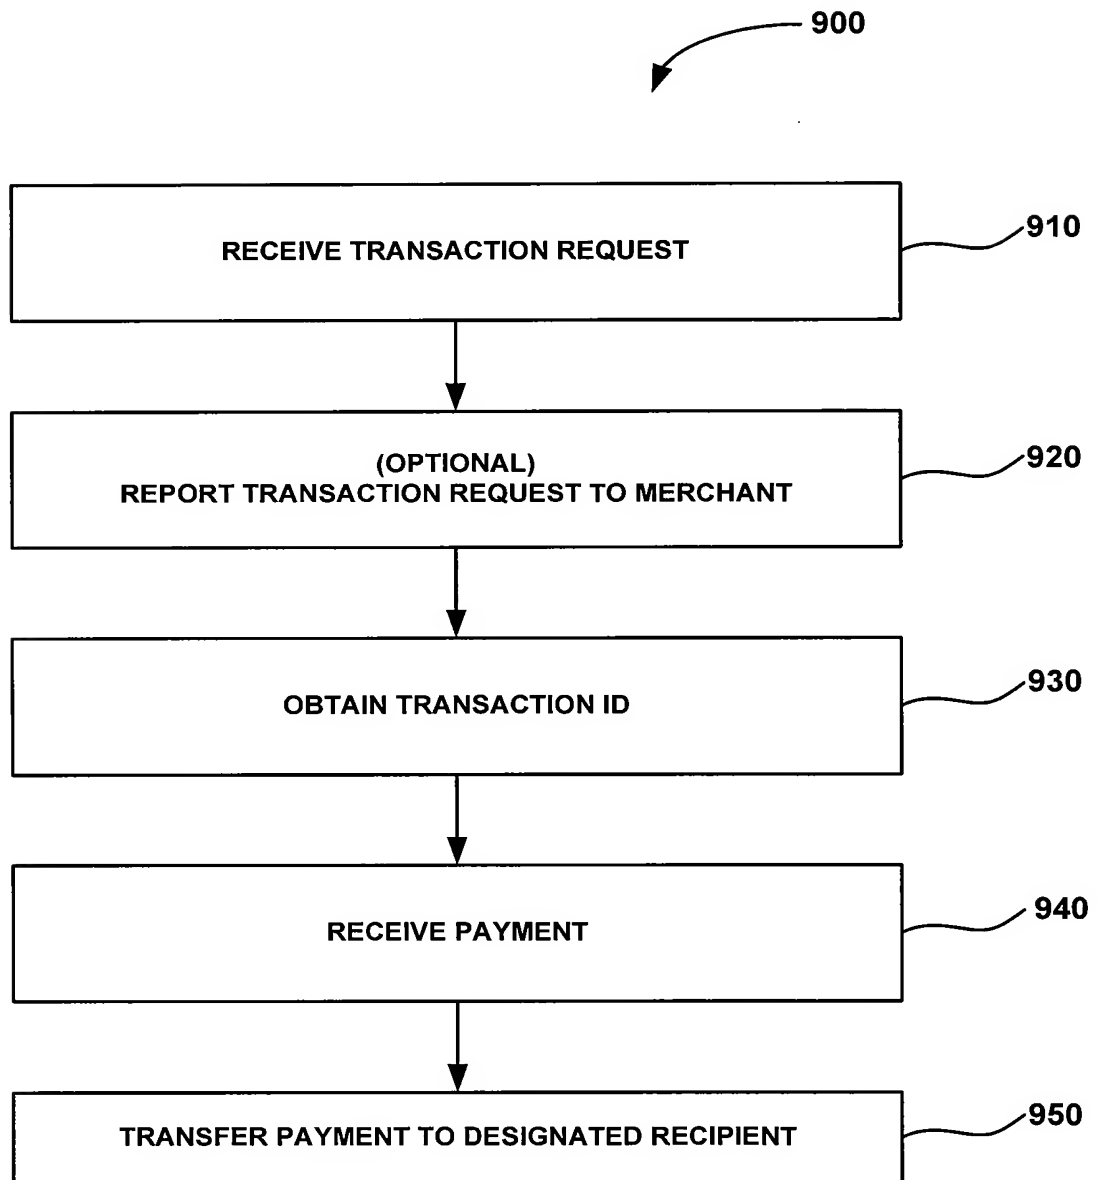 900
RECEIVE TRANSACTION REQUEST
910
(OPTIONAL)
REPORT TRANSACTION REQUEST TO MERCHANT
920
OBTAIN TRANSACTION ID
930
RECEIVE PAYMENT
940
TRANSFER PAYMENT TO DESIGNATED RECIPIENT
950